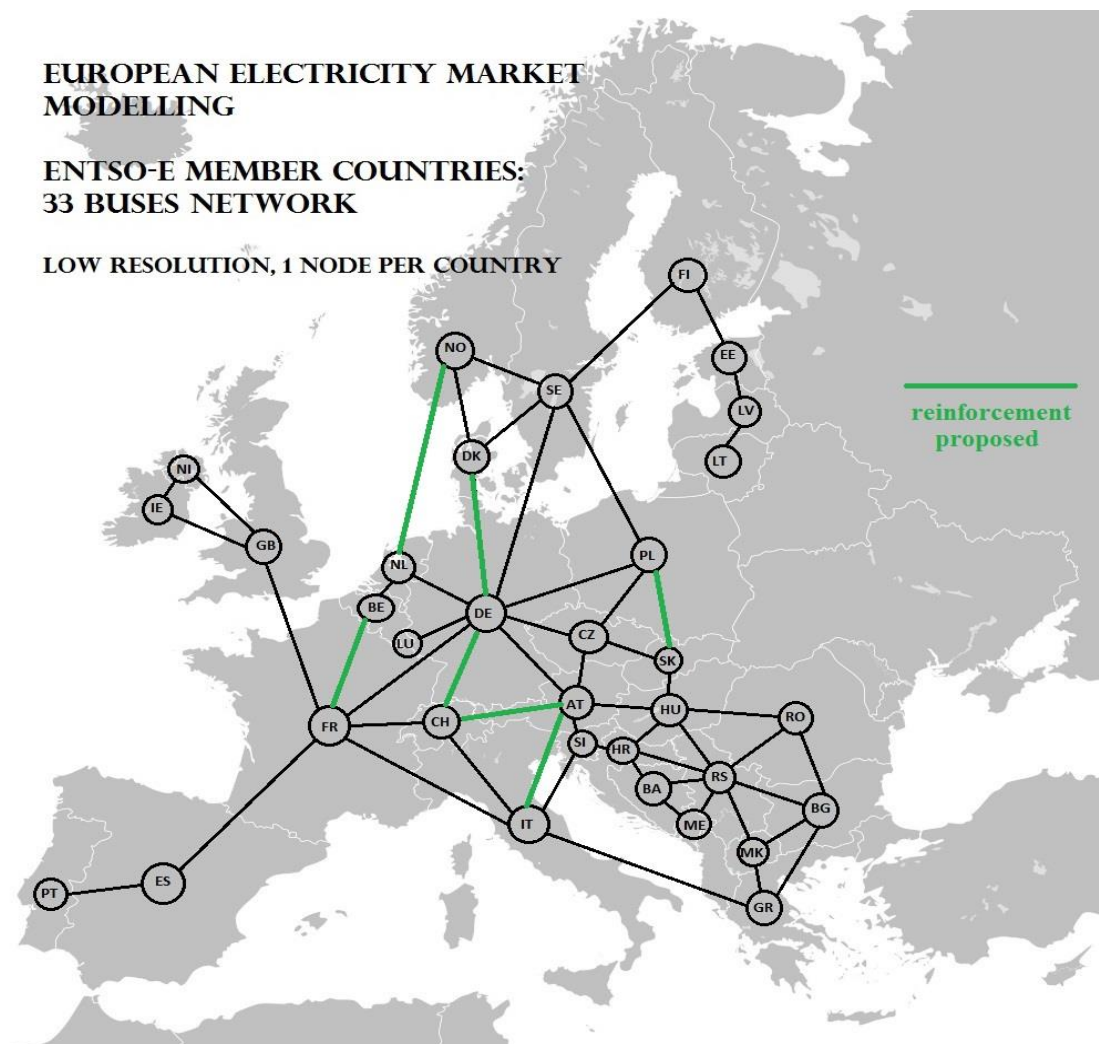 EUROPEAN ELECTRICITY MARKET
MODELLING
ENTSO-E MEMBER COUNTRIES:
33 BUSES NETWORK
LOW RESOLUTION, 1 NODE PER COUNTRY
FI
NO
EE
SE
reinforcement
proposed
LV
DK
LT
NI
IE
GB
PL
NL
BE
DE
CZ
LU
SK
AT
HU
RO
FR
CH
SI
HR
RS
BA
BG
IT
ME
MK
ES
PT
GR